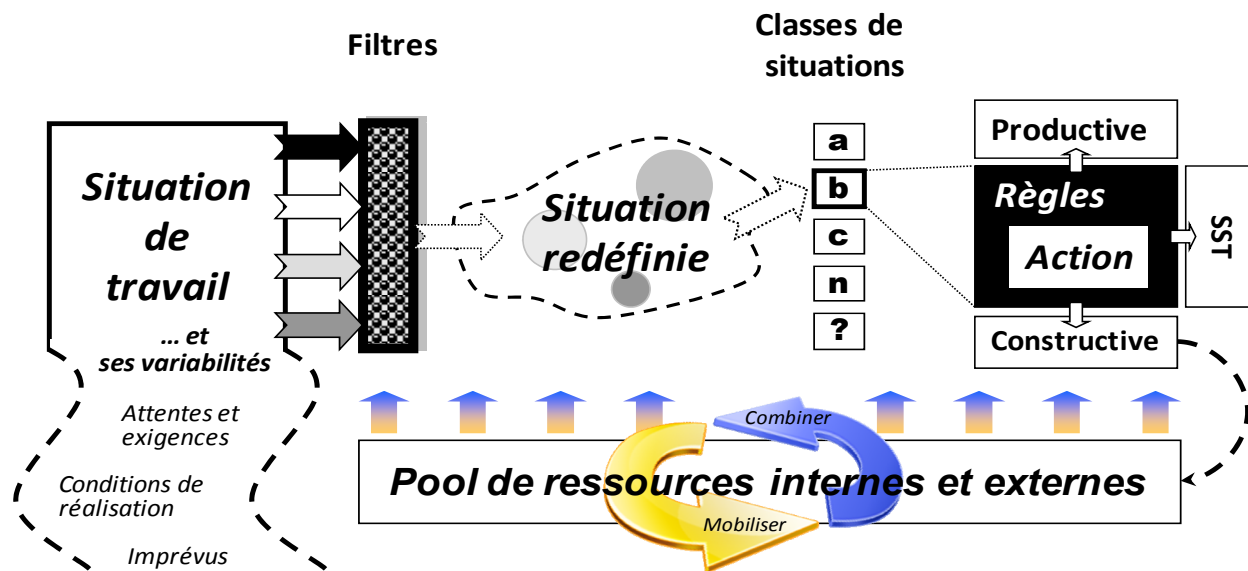 Filtres
Classes de
situations
Situation
de
travail
... et
ses variabilités
Attentes et
exigences
Conditions de
réalisation
Imprévus
Situation
redéfinie
a
b
c
n
?
Productive
Règles
Action
SST
Constructive
Combiner
Pool de ressources internes et externes
Mobiliser